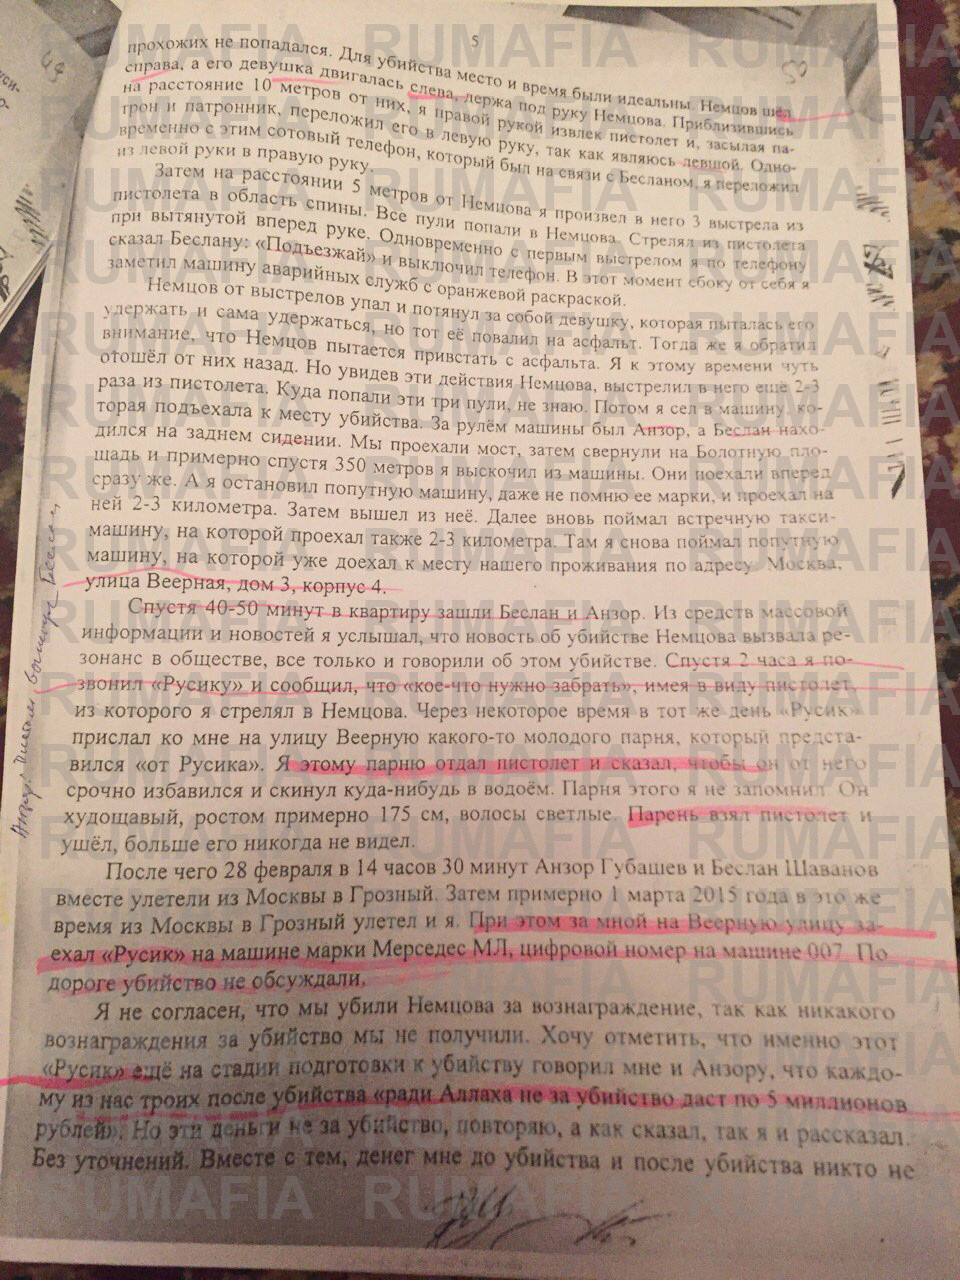 5
50
49
прохожих не попадался. Для убийства место и время были идеальны. Немцов шёл
справа, а его девушка двигалась слева, держа под руку Немцова. Приблизившись
на расстояние 10 метров от них, я правой рукой извлек пистолет и, засылая па-
трон и патронник, переложил его в левую руку, так как являюсь левшой. Одно-
временно с этим сотовый телефон, который был на связи с Бесланом, я переложил
из левой руки в правую руку.
Затем на расстоянии 5 метров от Немцова я произвел в него 3 выстрела из
пистолета в область спины. Все пули попали в Немцова. Стрелял из пистолета
при вытянутой вперед руке. Одновременно с первым выстрелом я по телефону
сказал Беслану: «Подъезжай» и выключил телефон. В этот момент сбоку от себя я
заметил машину аварийных служб с оранжевой раскраской.
Немцов от выстрелов упал и потянул за собой девушку, которая пыталась его
удержать и сама удержаться, но тот её повалил на асфальт. Тогда же я обратил
внимание, что Немцов пытается привстать с асфальта. Я к этому времени чуть
отошёл от них назад. Но увидев эти действия Немцова, выстрелил в него еще 2-3
раза из пистолета. Куда попали эти три пули, не знаю. Потом я сел в машину, ко-
торая подъехала к месту убийства. За рулём машины был Анзор, а Беслан нахо-
дился на заднем сидении. Мы проехали мост, затем свернули на Болотную пло-
щадь и примерно спустя 350 метров я выскочил из машины. Они поехали вперед
сразу же. А я остановил попутную машину, даже не помню ее марки, и проехал на
ней 2-3 километра. Затем вышел из неё. Далее вновь поймал встречную такси-
машину, на которой проехал также 2-3 километра. Там я снова поймал попутную
машину, на которой уже доехал к месту нашего проживания по адресу: Москва,
улица Веерная, дом 3, корпус 4.
Спустя 40-50 минут в квартиру зашли Беслан и Анзор. Из средств массовой
информации и новостей я услышал, что новость об убийстве Немцова вызвала ре-
зонанс в обществе, все только и говорили об этом убийстве. Спустя 2 часа я по-
звонил «Русику» и сообщил, что «кое-что нужно забрать», имея в виду пистолет,
из которого я стрелял в Немцова. Через некоторое время в тот же день «Русик»
прислал ко мне на улицу Веерную какого-то молодого парня, который предста-
вился «от Русика». Я этому парню отдал пистолет и сказал, чтобы он от него
срочно избавился и скинул куда-нибудь в водоём. Парня этого я не запомнил. Он
худощавый, ростом примерно 175 см, волосы светлые. Парень взял пистолет и
ушёл, больше его никогда не видел.
После чего 28 февраля в 14 часов 30 минут Анзор Губашев и Беслан Шаванов
вместе улетели из Москвы в Грозный. Затем примерно 1 марта 2015 года в это же
время из Москвы в Грозный улетел и я. При этом за мной на Веерную улицу за-
ехал «Русик» на машине марки Мерседес МЛ, цифровой номер на машине 007. По
дороге убийство не обсуждали.
Я не согласен, что мы убили Немцова за вознаграждение, так как никакого
вознаграждения за убийство мы не получили. Хочу отметить, что именно этот
«Русик» ещё на стадии подготовки к убийству говорил мне и Анзору, что каждо-
му из нас троих после убийства «ради Аллаха не за убийство даст по 5 миллионов
рублей». Но эти деньги не за убийство, повторяю, а как сказал, так я и рассказал.
Без уточнений. Вместе с тем, денег мне до убийства и после убийства никто не
RUMAFIA RUMAFIA RUMAFIA